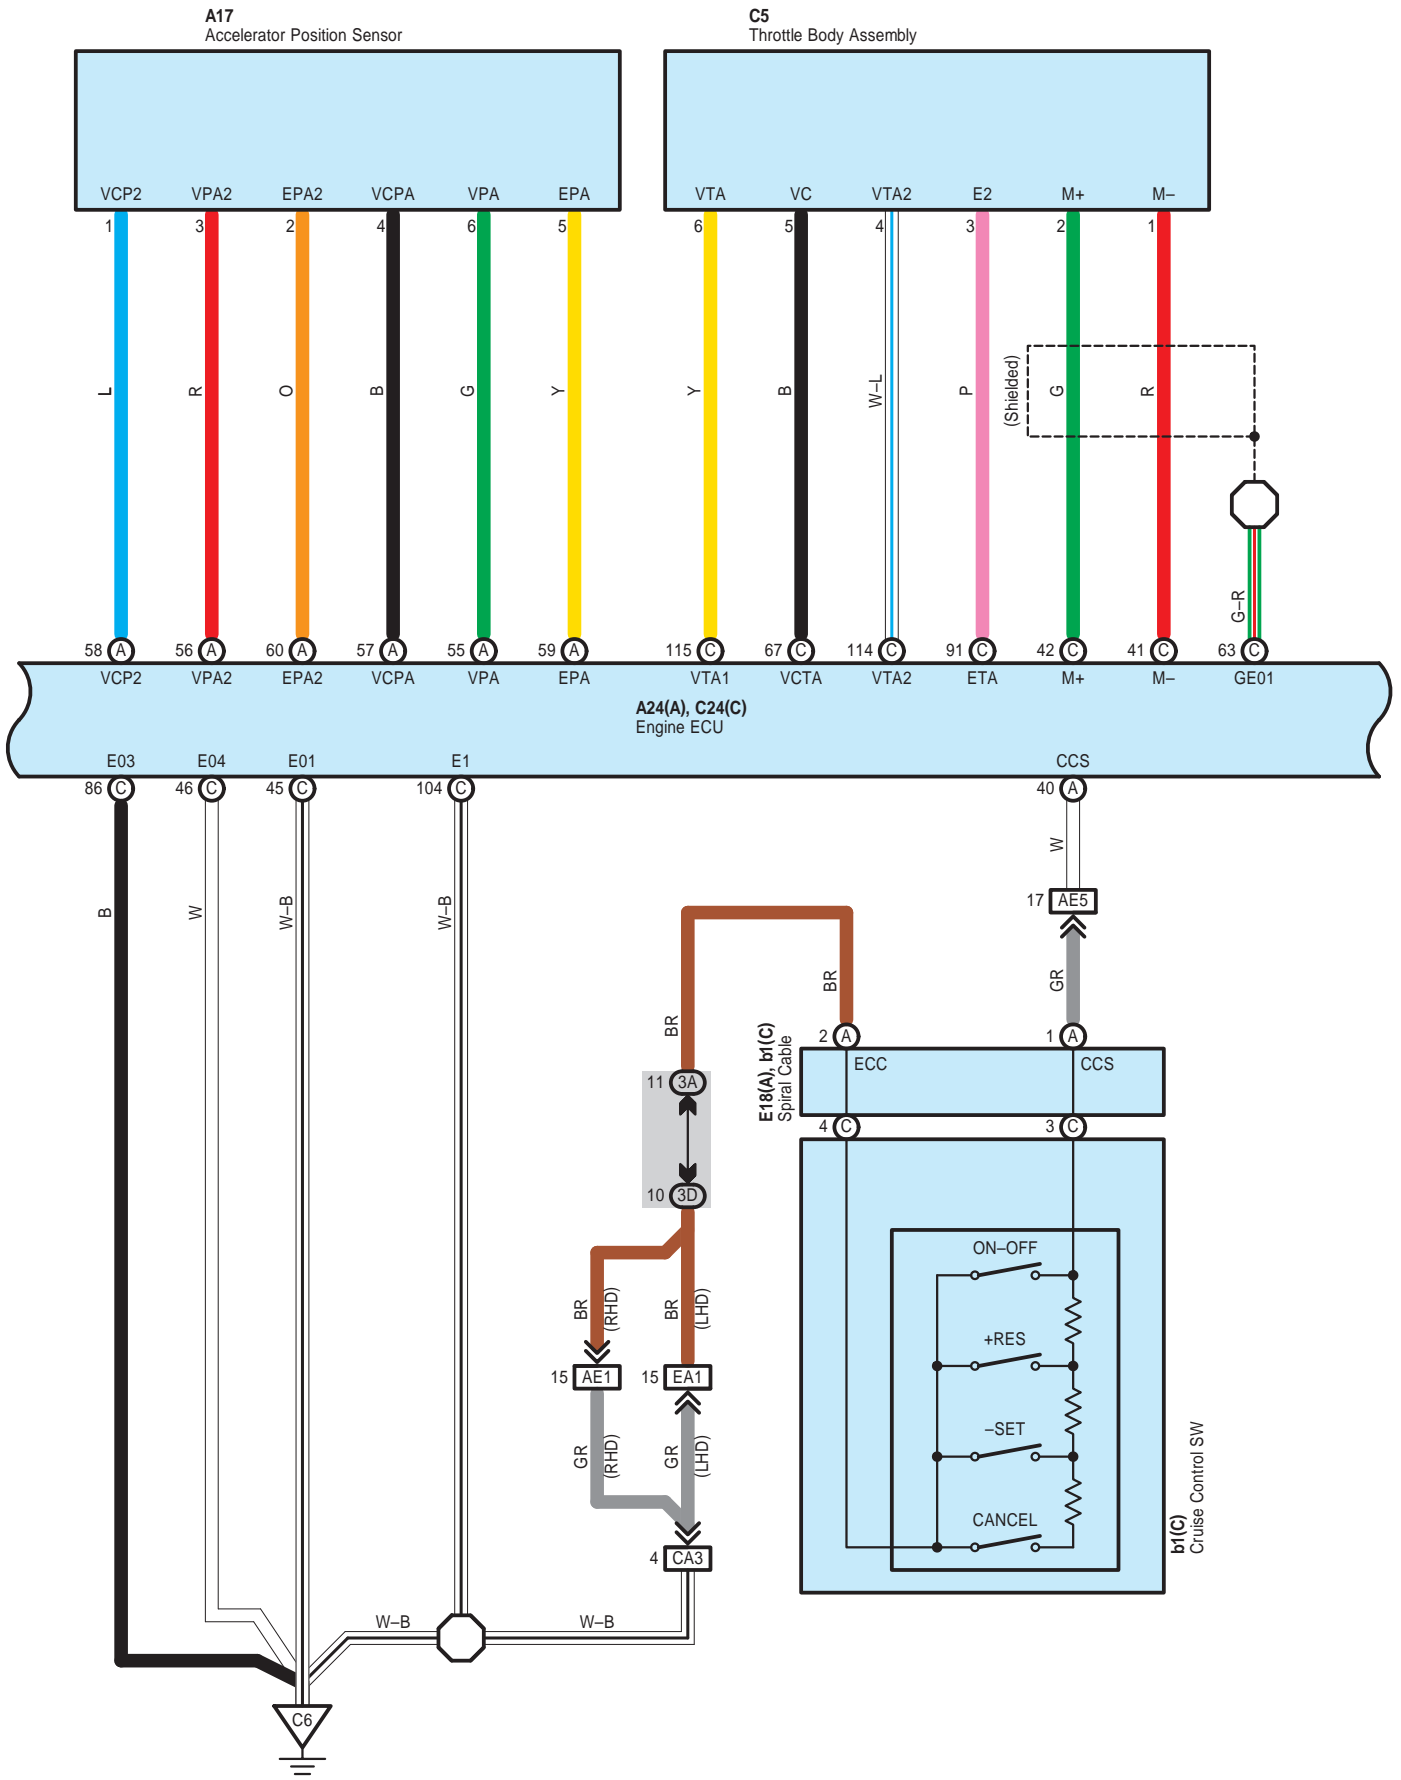 A17
Accelerator Position Sensor
C5
Throttle Body Assembly
VCP2 VPA2 EPA2 VCPA VPA EPA
VTA VC VTA2 E2 M+ M–
1 3 2 4 6 5
6 5 4 3 2 1
L R O B G Y
Y B W–L P (Shielded) G R
G–R
58 A 56 A 60 A 57 A 55 A 59 A
115 C 67 C 114 C 91 C 42 C 41 C 63 C
VCP2 VPA2 EPA2 VCPA VPA EPA
VTA1 VCTA VTA2 ETA M+ M– GE01
A24(A), C24(C)
Engine ECU
E03 E04 E01 E1 CCS
86 C 46 C 45 C 104 C 40 A
B W W–B W–B
W
17 AE5
GR
BR
BR
2 A 1 A
E18(A), b1(C)
Spiral Cable
ECC CCS
4 C 3 C
11 3A
10 3D
BR (RHD)
BR (LHD)
15 AE1
15 EA1
GR (RHD)
GR (LHD)
4 CA3
ON–OFF
+RES
–SET
CANCEL
b1(C)
Cruise Control SW
W–B W–B
C6